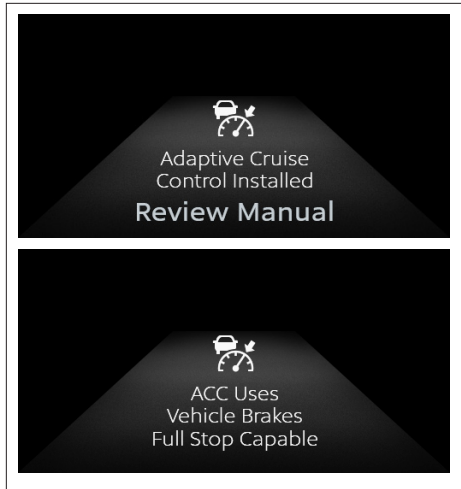 Adaptive Cruise
Control Installed
Review Manual
ACC Uses
Vehicle Brakes
Full Stop Capable